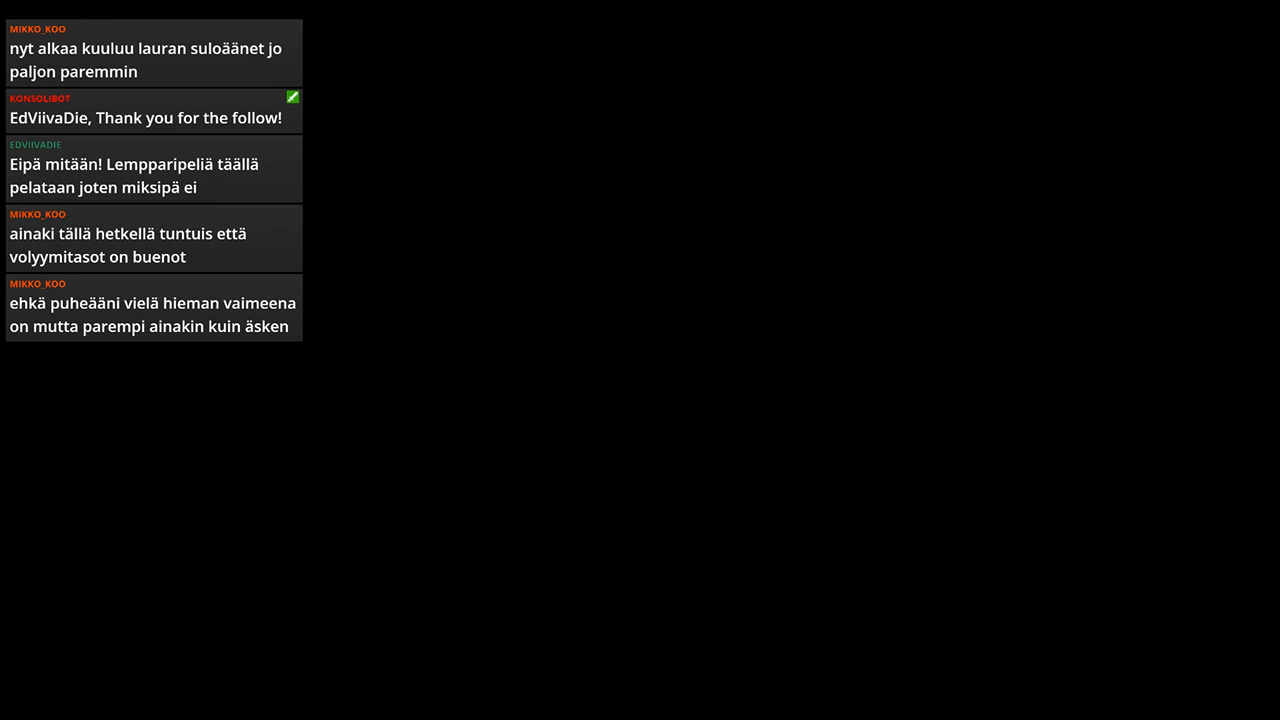 MIKKO_KOO
nyt alkaa kuuluu lauran suloäänet jo
paljon paremmin
KONSOLIBOT
EdViivaDie, Thank you for the follow!
EDVIIVADIE
Eipä mitään! Lempparipeliä täällä
pelataan joten miksipä ei
MIKKO_KOO
ainaki tällä hetkellä tuntuis että
volyymitasot on buenot
MIKKO_KOO
ehkä puheääni vielä hieman vaimeena
on mutta parempi ainakin kuin äsken